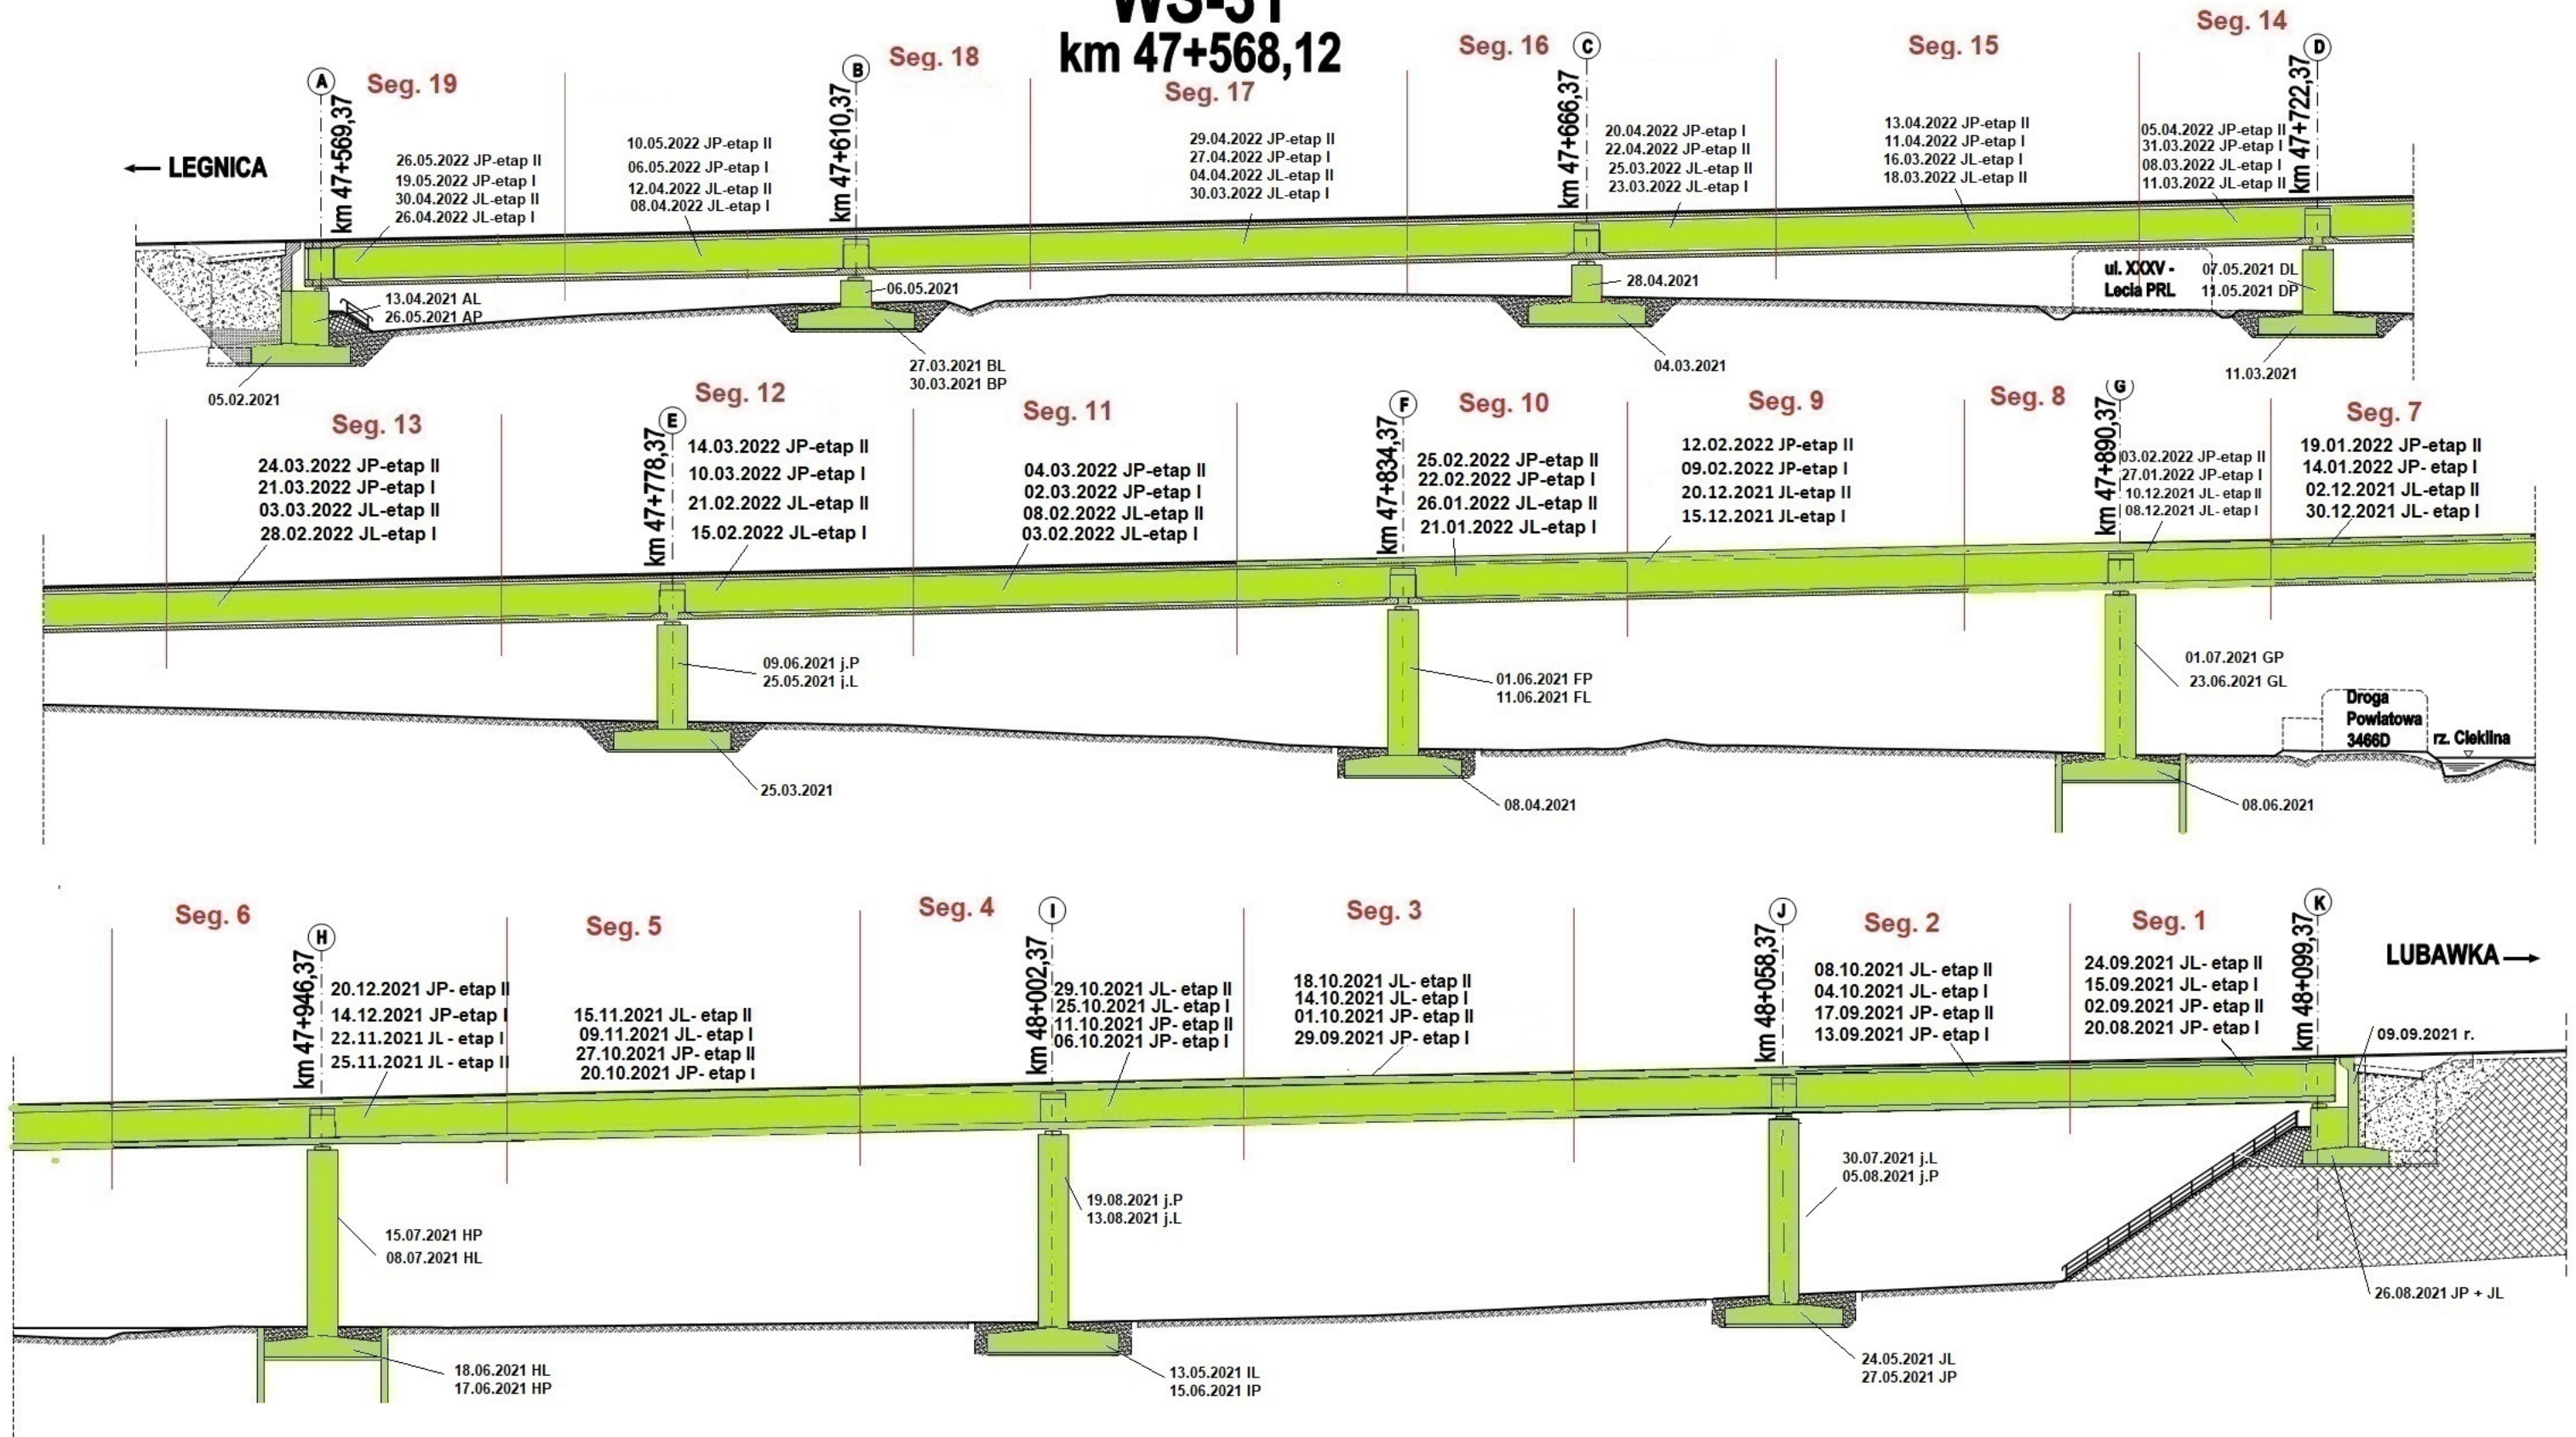 WS-31
km 47+568,12
Seg. 19
Seg. 18
Seg. 17
Seg. 16
Seg. 15
Seg. 14
A
B
C
D
km 47+569,37
km 47+610,37
km 47+666,37
km 47+722,37
← LEGNICA
26.05.2022 JP-etap II
19.05.2022 JP-etap I
30.04.2022 JL-etap II
26.04.2022 JL-etap I
10.05.2022 JP-etap II
06.05.2022 JP-etap I
12.04.2022 JL-etap II
08.04.2022 JL-etap I
29.04.2022 JP-etap II
27.04.2022 JP-etap I
04.04.2022 JL-etap II
30.03.2022 JL-etap I
20.04.2022 JP-etap I
22.04.2022 JP-etap II
25.03.2022 JL-etap II
23.03.2022 JL-etap I
13.04.2022 JP-etap II
11.04.2022 JP-etap I
16.03.2022 JL-etap I
18.03.2022 JL-etap II
05.04.2022 JP-etap II
31.03.2022 JP-etap I
08.03.2022 JL-etap I
11.03.2022 JL-etap II
13.04.2021 AL
26.05.2021 AP
05.02.2021
06.05.2021
27.03.2021 BL
30.03.2021 BP
28.04.2021
04.03.2021
ul. XXXV -
Lecia PRL
07.05.2021 DL
11.05.2021 DP
11.03.2021
Seg. 13
Seg. 12
Seg. 11
Seg. 10
Seg. 9
Seg. 8
Seg. 7
E
F
G
km 47+778,37
km 47+834,37
km 47+890,37
24.03.2022 JP-etap II
21.03.2022 JP-etap I
03.03.2022 JL-etap II
28.02.2022 JL-etap I
14.03.2022 JP-etap II
10.03.2022 JP-etap I
21.02.2022 JL-etap II
15.02.2022 JL-etap I
04.03.2022 JP-etap II
02.03.2022 JP-etap I
08.02.2022 JL-etap II
03.02.2022 JL-etap I
25.02.2022 JP-etap II
22.02.2022 JP-etap I
26.01.2022 JL-etap II
21.01.2022 JL-etap I
12.02.2022 JP-etap II
09.02.2022 JP-etap I
20.12.2021 JL-etap II
15.12.2021 JL-etap I
03.02.2022 JP-etap II
27.01.2022 JP-etap I
10.12.2021 JL- etap II
08.12.2021 JL- etap I
19.01.2022 JP-etap II
14.01.2022 JP- etap I
02.12.2021 JL-etap II
30.12.2021 JL- etap I
09.06.2021 j.P
25.05.2021 j.L
25.03.2021
01.06.2021 FP
11.06.2021 FL
08.04.2021
01.07.2021 GP
23.06.2021 GL
08.06.2021
Droga
Powiatowa
3466D
rz. Cieklina
Seg. 6
Seg. 5
Seg. 4
Seg. 3
Seg. 2
Seg. 1
H
I
J
K
km 47+946,37
km 48+002,37
km 48+058,37
km 48+099,37
LUBAWKA →
20.12.2021 JP- etap II
14.12.2021 JP-etap I
22.11.2021 JL - etap I
25.11.2021 JL - etap II
15.11.2021 JL- etap II
09.11.2021 JL- etap I
27.10.2021 JP- etap II
20.10.2021 JP- etap I
29.10.2021 JL- etap II
25.10.2021 JL- etap I
11.10.2021 JP- etap II
06.10.2021 JP- etap I
18.10.2021 JL- etap II
14.10.2021 JL- etap I
01.10.2021 JP- etap II
29.09.2021 JP- etap I
08.10.2021 JL- etap II
04.10.2021 JL- etap I
17.09.2021 JP- etap II
13.09.2021 JP- etap I
24.09.2021 JL- etap II
15.09.2021 JL- etap I
02.09.2021 JP- etap II
20.08.2021 JP- etap I
09.09.2021 r.
15.07.2021 HP
08.07.2021 HL
18.06.2021 HL
17.06.2021 HP
19.08.2021 j.P
13.08.2021 j.L
13.05.2021 IL
15.06.2021 IP
30.07.2021 j.L
05.08.2021 j.P
24.05.2021 JL
27.05.2021 JP
26.08.2021 JP + JL